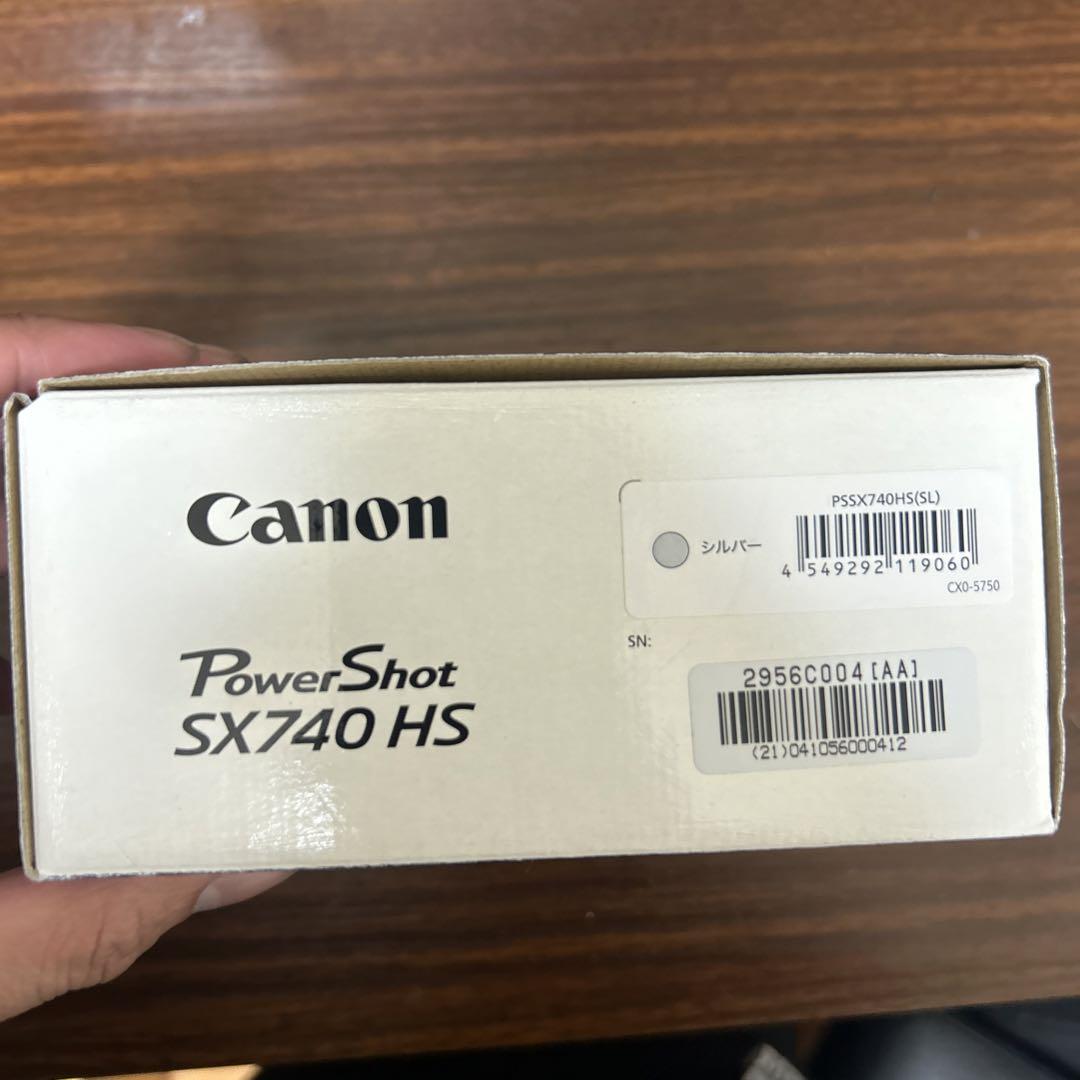 Canon
PowerShot
SX740 HS
PSSX740HS(SL)
シルバー
4 549292 119060
CX0-5750
SN:
2956C004[AA]
(21)041056000412